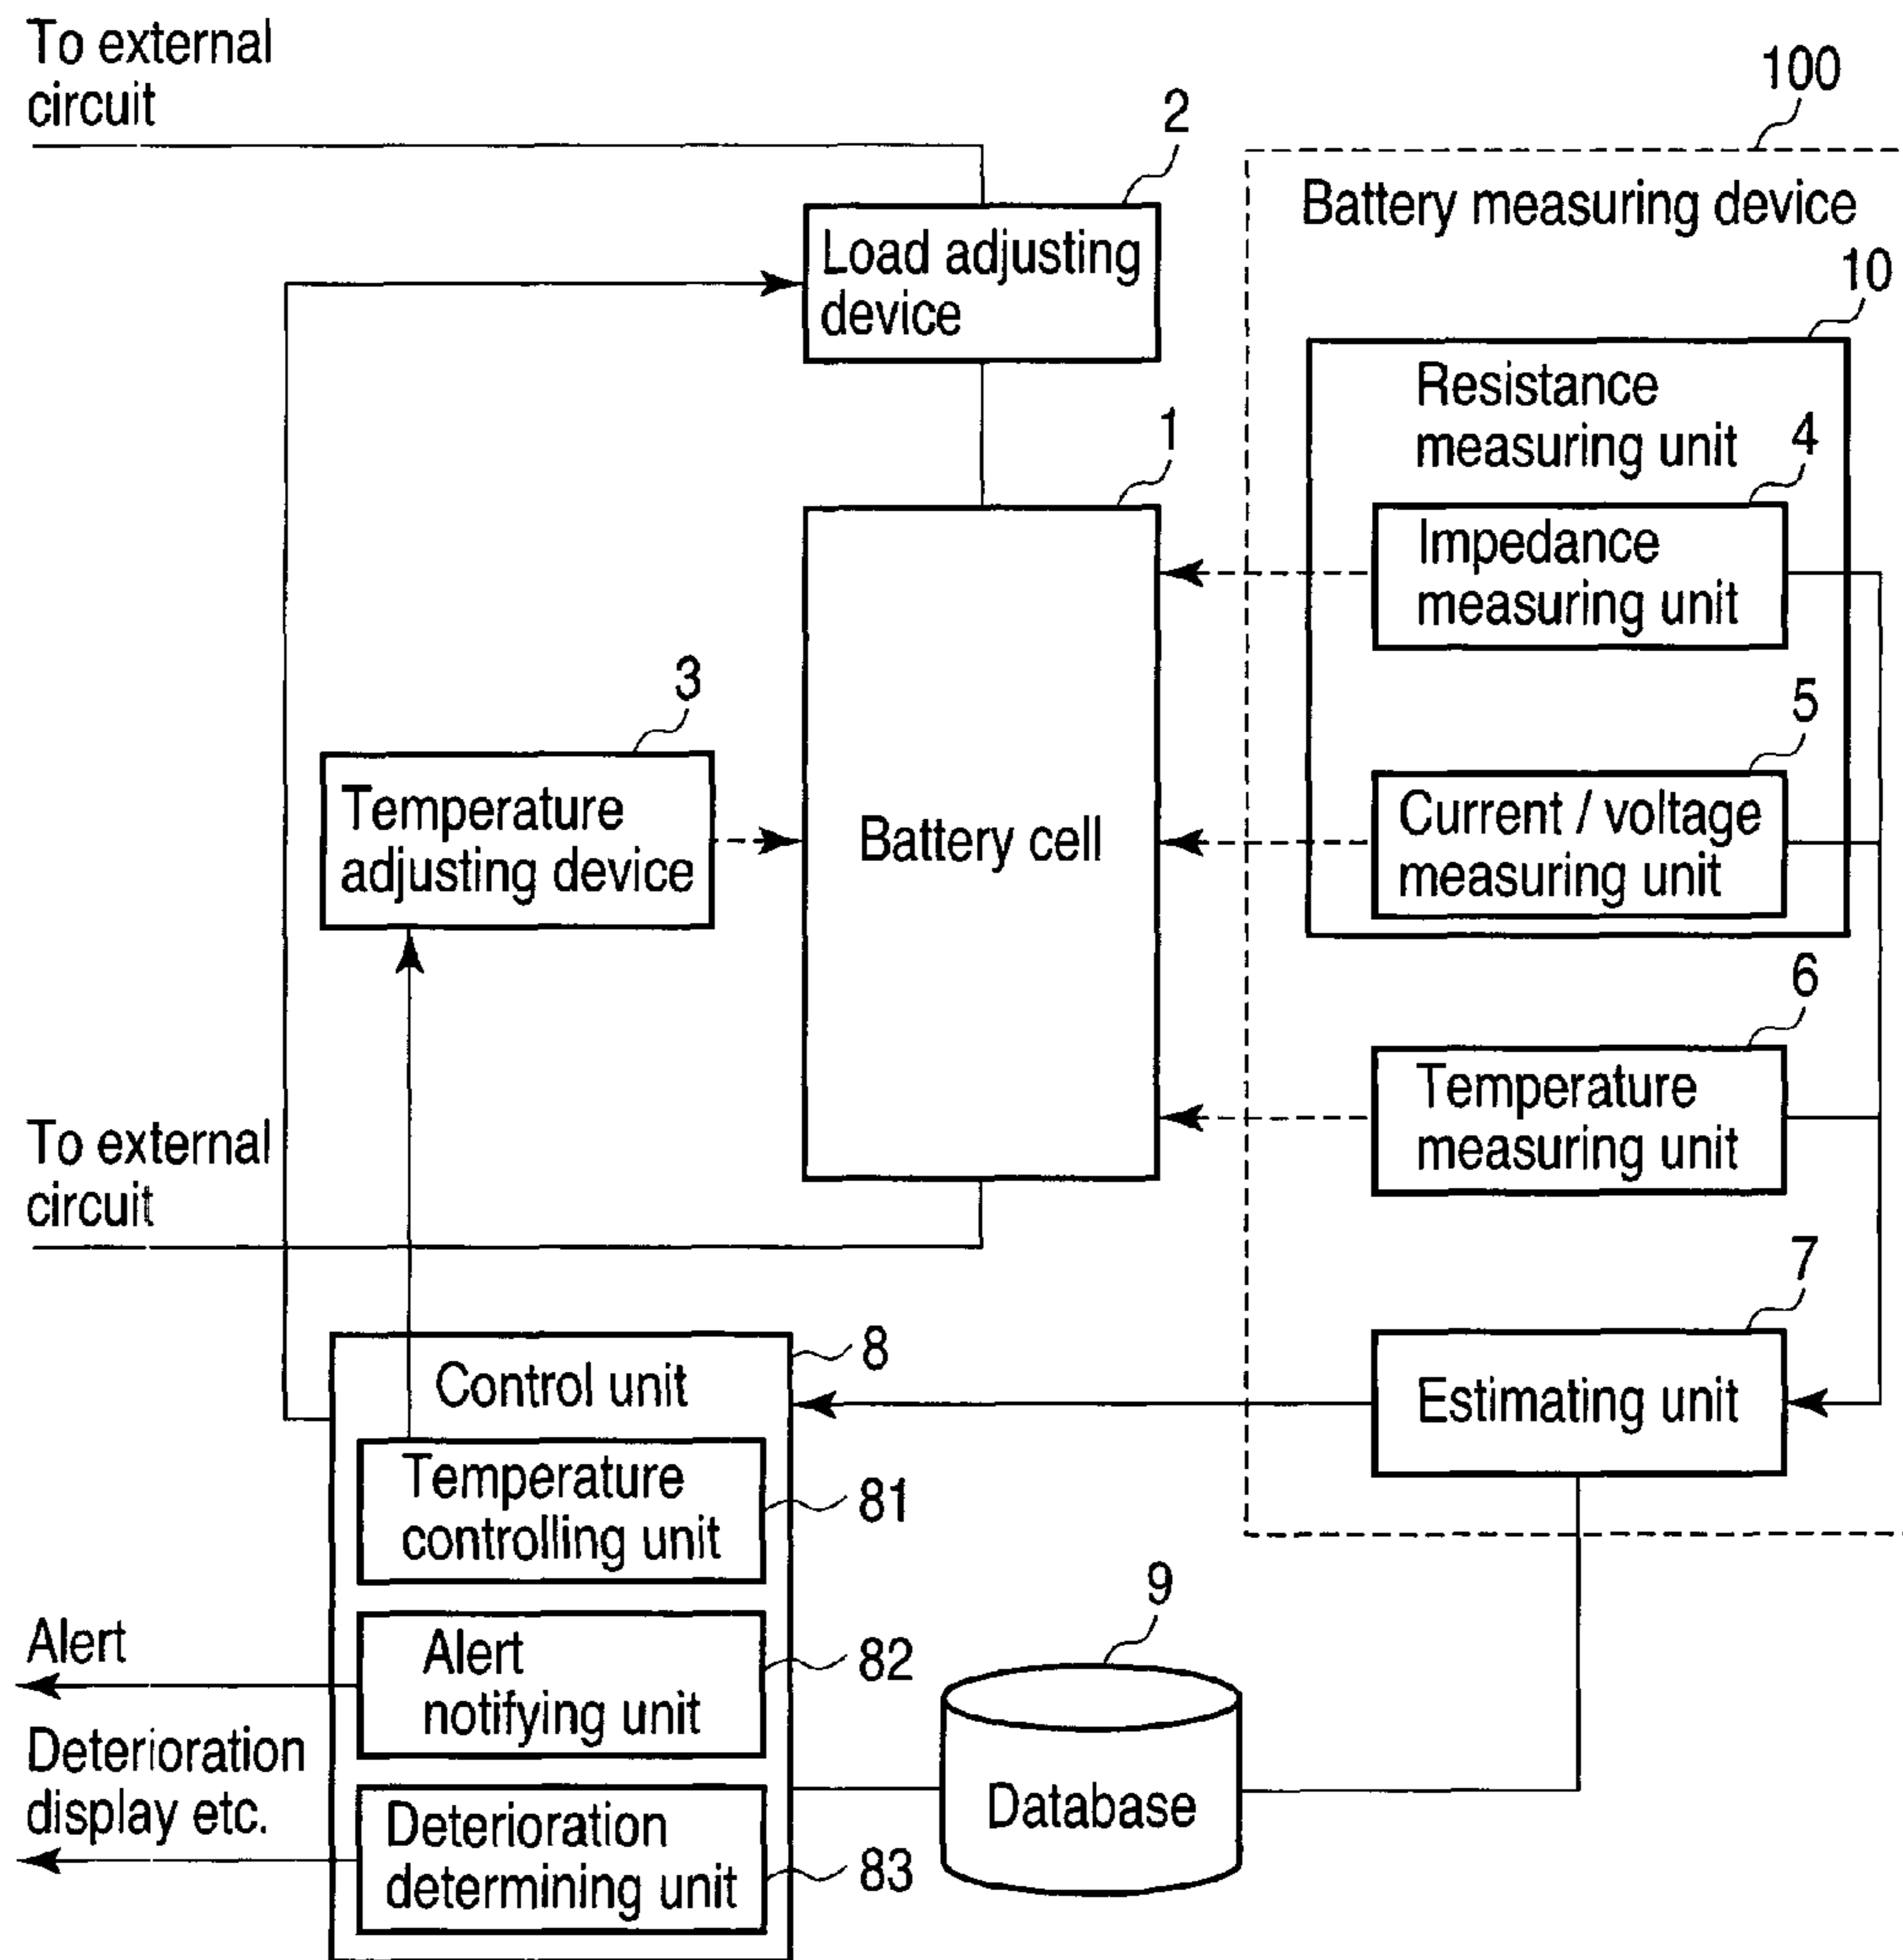 To external
circuit
100
2
Battery measuring device
Load adjusting
device
10
Resistance
measuring unit
1
4
Impedance
measuring unit
3
5
Temperature
adjusting device
Battery cell
Current / voltage
measuring unit
6
To external
circuit
Temperature
measuring unit
7
8
Control unit
Estimating unit
Temperature
controlling unit
81
9
Alert
Alert
notifying unit
82
Deterioration
display etc.
Deterioration
determining unit
83
Database